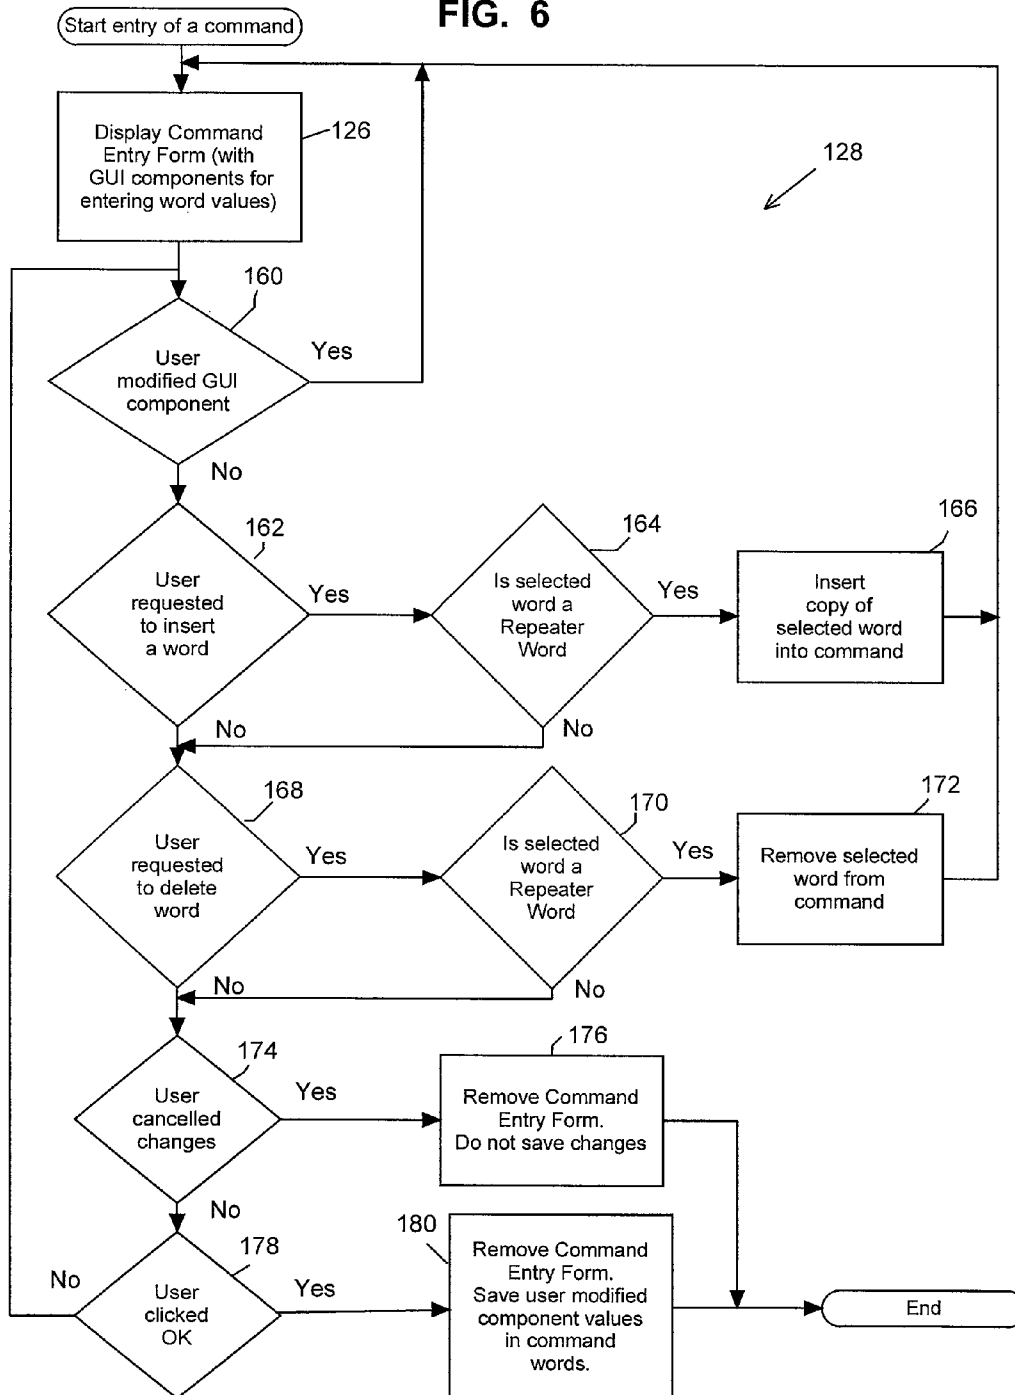 FIG. 6
Start entry of a command
Display Command
Entry Form (with
GUI components for
entering word values)
126
128
160
User
modified GUI
component
Yes
No
162
User
requested
to insert
a word
Yes
164
Is selected
word a
Repeater
Word
Yes
166
Insert
copy of
selected word
into command
No
No
168
User
requested
to delete
word
Yes
170
Is selected
word a
Repeater
Word
Yes
172
Remove selected
word from
command
No
No
174
User
cancelled
changes
Yes
176
Remove Command
Entry Form.
Do not save changes
No
178
User
clicked
OK
No
Yes
180
Remove Command
Entry Form.
Save user modified
component values
in command
words.
End